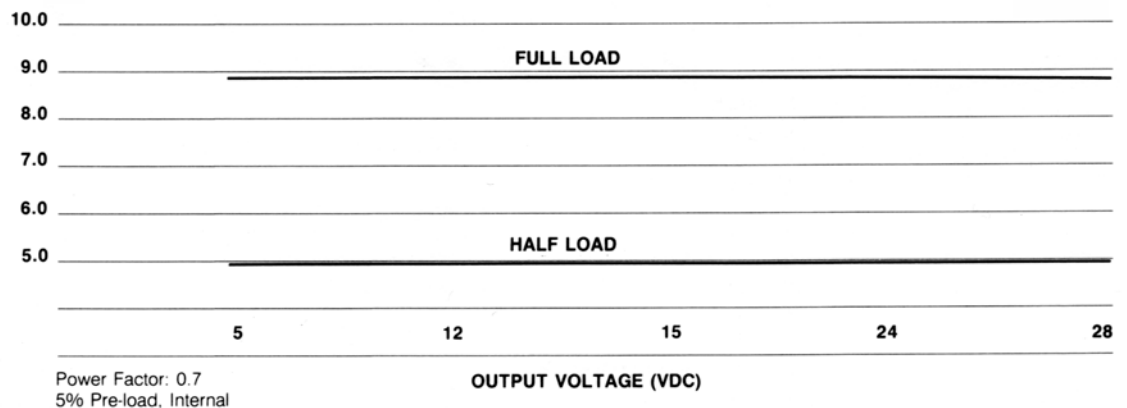 10.0
FULL LOAD
9.0
8.0
7.0
6.0
HALF LOAD
5.0
5 12 15 24 28
Power Factor: 0.7 OUTPUT VOLTAGE (VDC)
5% Pre-load, Internal